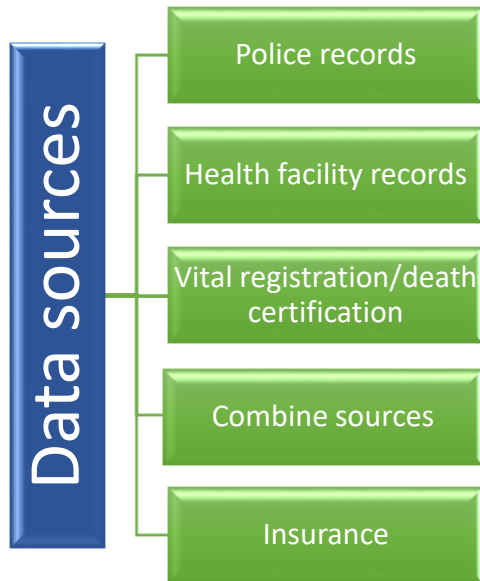 Data sources
Police records
Health facility records
Vital registration/death
certification
Combine sources
Insurance